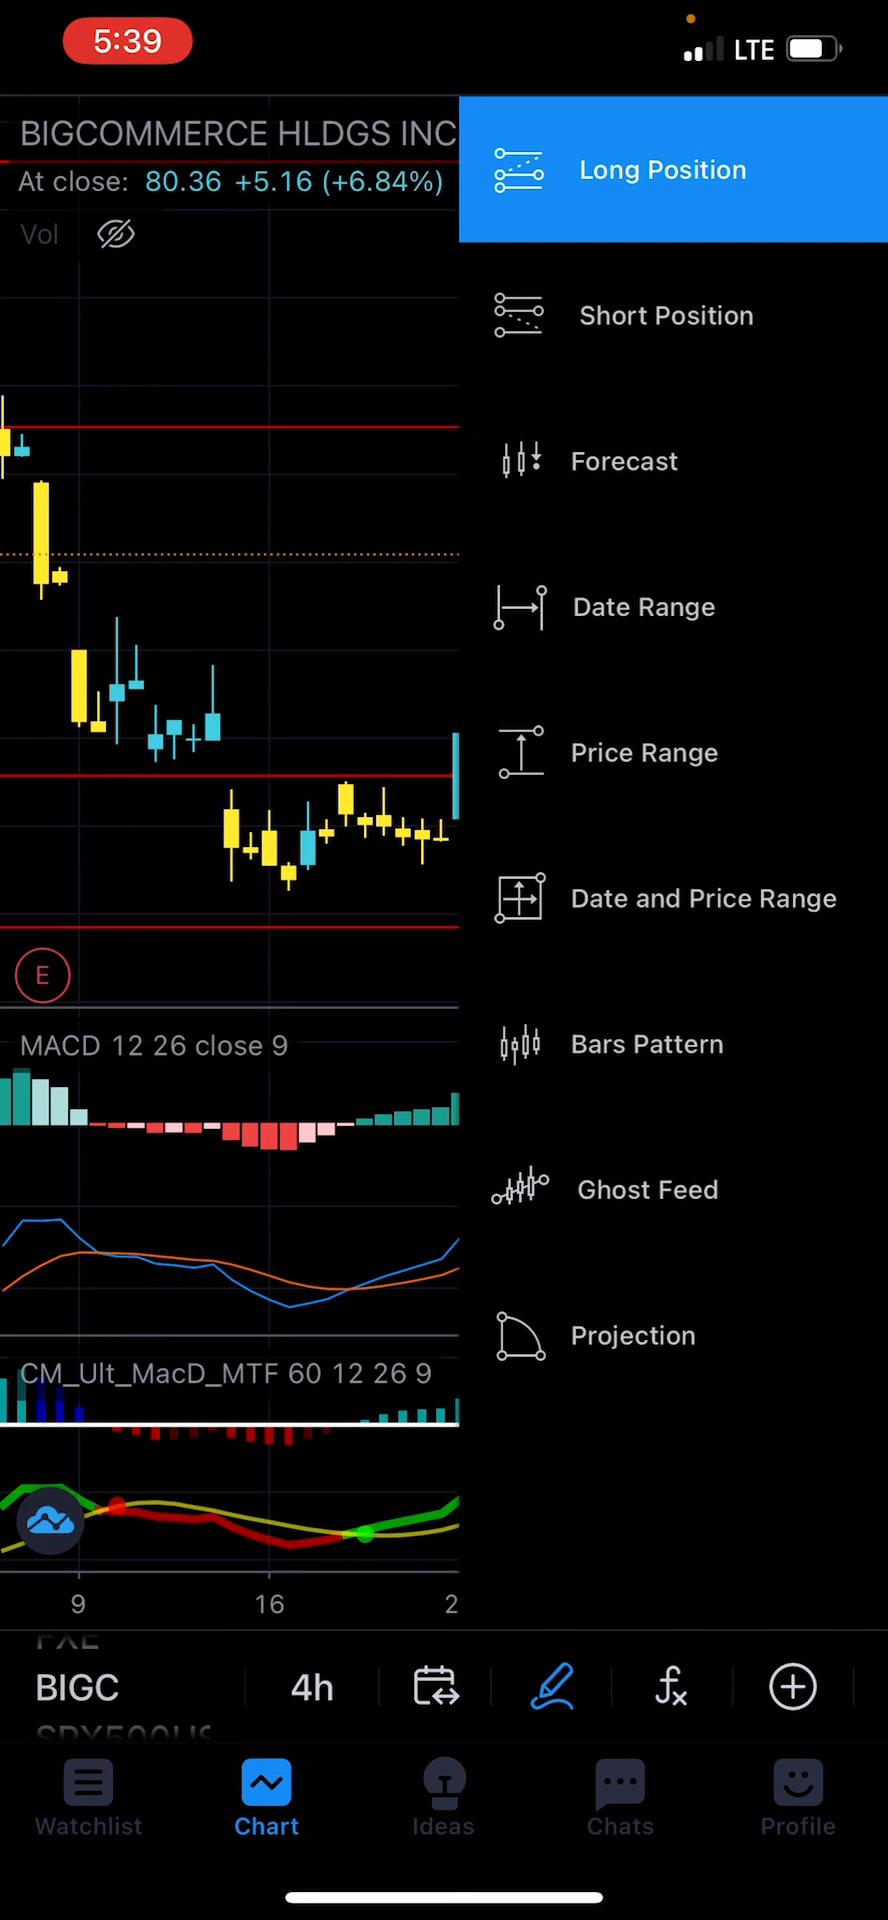 5:39
LTE
BIGCOMMERCE HLDGS INC
At close: 80.36 +5.16 (+6.84%)
Vol
Long Position
Short Position
Forecast
Date Range
Price Range
Date and Price Range
Bars Pattern
Ghost Feed
Projection
E
MACD 12 26 close 9
CM_Ult_MacD_MTF 60 12 26 9
9 16 2
FXE
BIGC
4h
SPX500US
Watchlist
Chart
Ideas
Chats
Profile